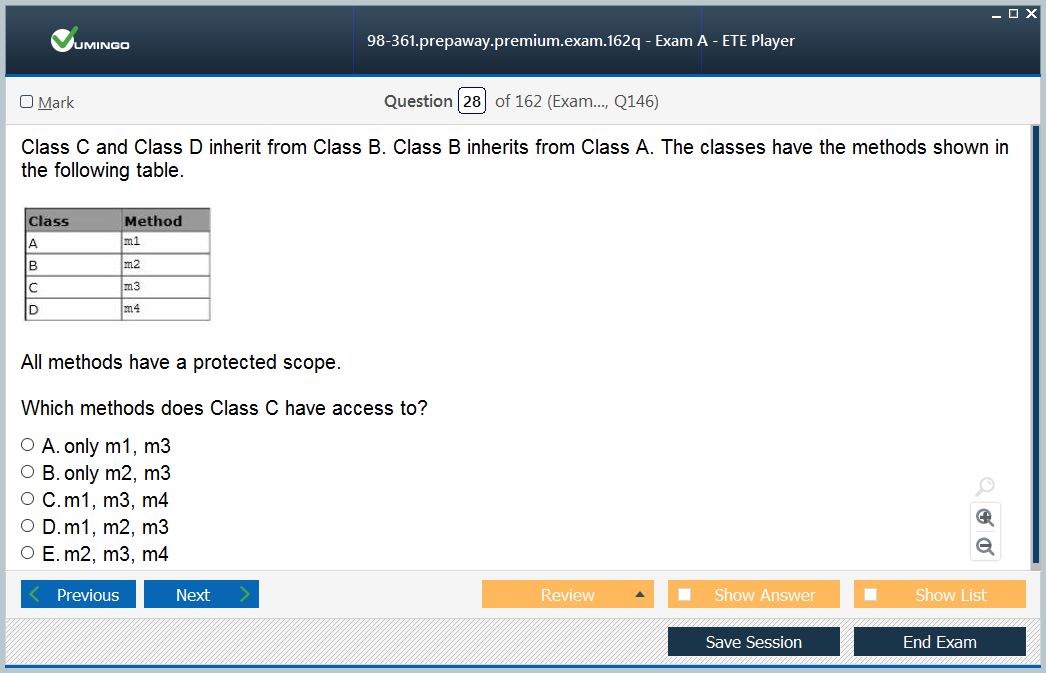 VUMINGO
98-361.prepaway.premium.exam.162q - Exam A - ETE Player
Mark
Question 28 of 162 (Exam..., Q146)
Class C and Class D inherit from Class B. Class B inherits from Class A. The classes have the methods shown in
the following table.
Class Method
A m1
B m2
C m3
D m4
All methods have a protected scope.
Which methods does Class C have access to?
A. only m1, m3
B. only m2, m3
C. m1, m3, m4
D. m1, m2, m3
E. m2, m3, m4
Previous Next Review Show Answer Show List
Save Session End Exam